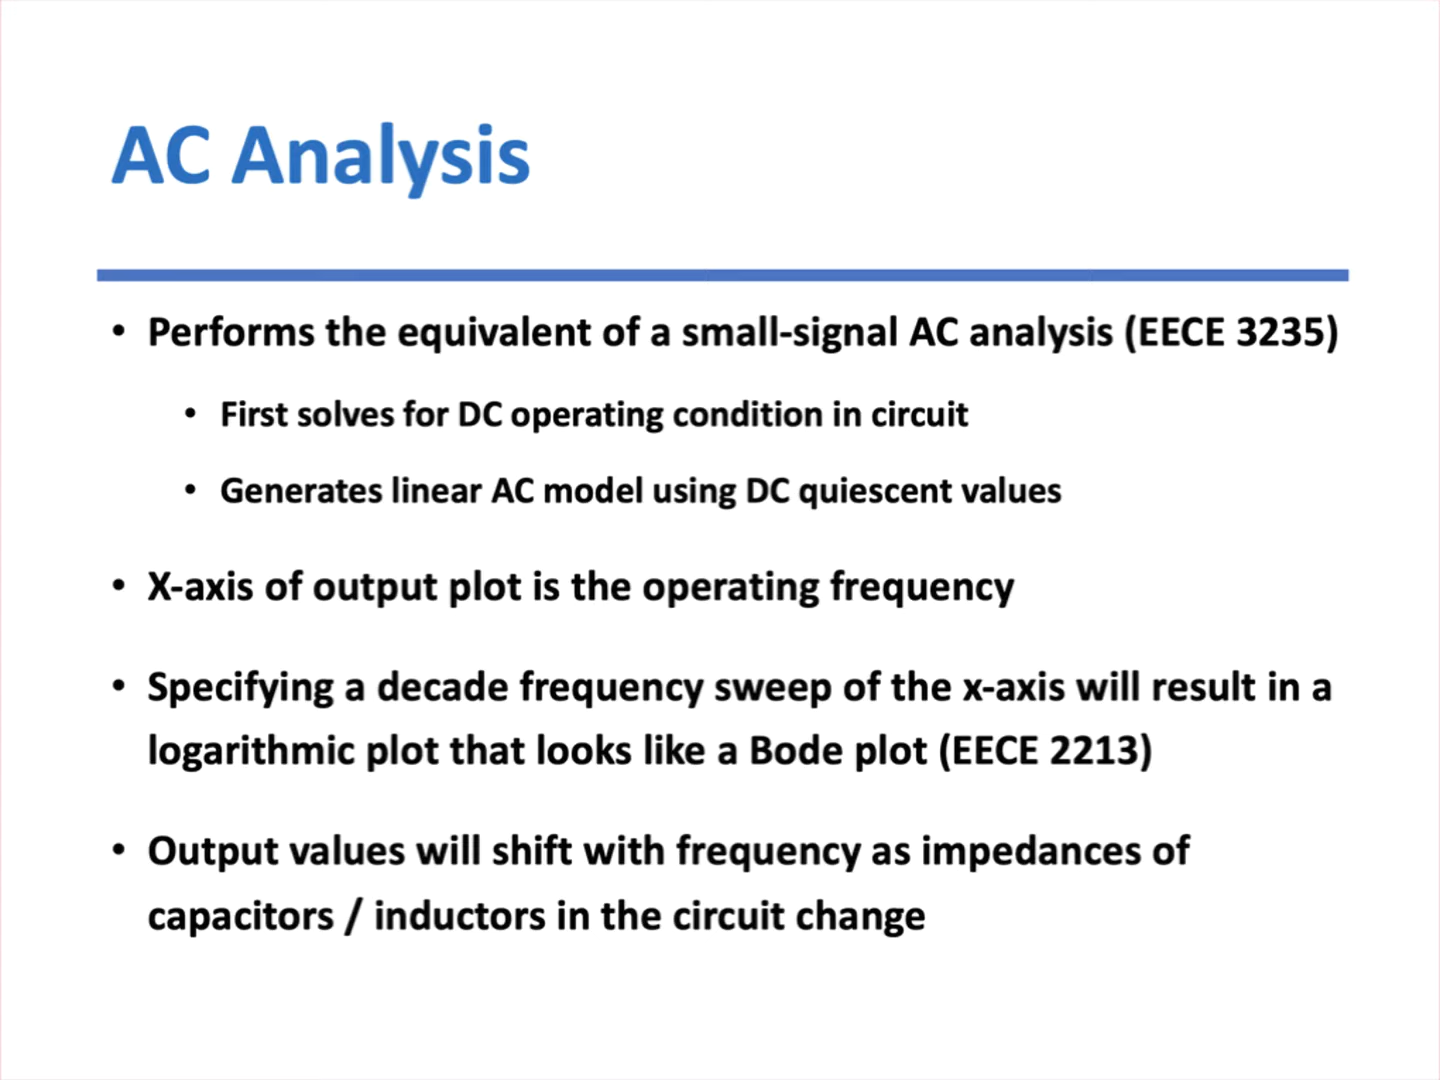 AC Analysis
• Performs the equivalent of a small-signal AC analysis (EECE 3235)
• First solves for DC operating condition in circuit
• Generates linear AC model using DC quiescent values
• X-axis of output plot is the operating frequency
• Specifying a decade frequency sweep of the x-axis will result in a
logarithmic plot that looks like a Bode plot (EECE 2213)
• Output values will shift with frequency as impedances of
capacitors / inductors in the circuit change